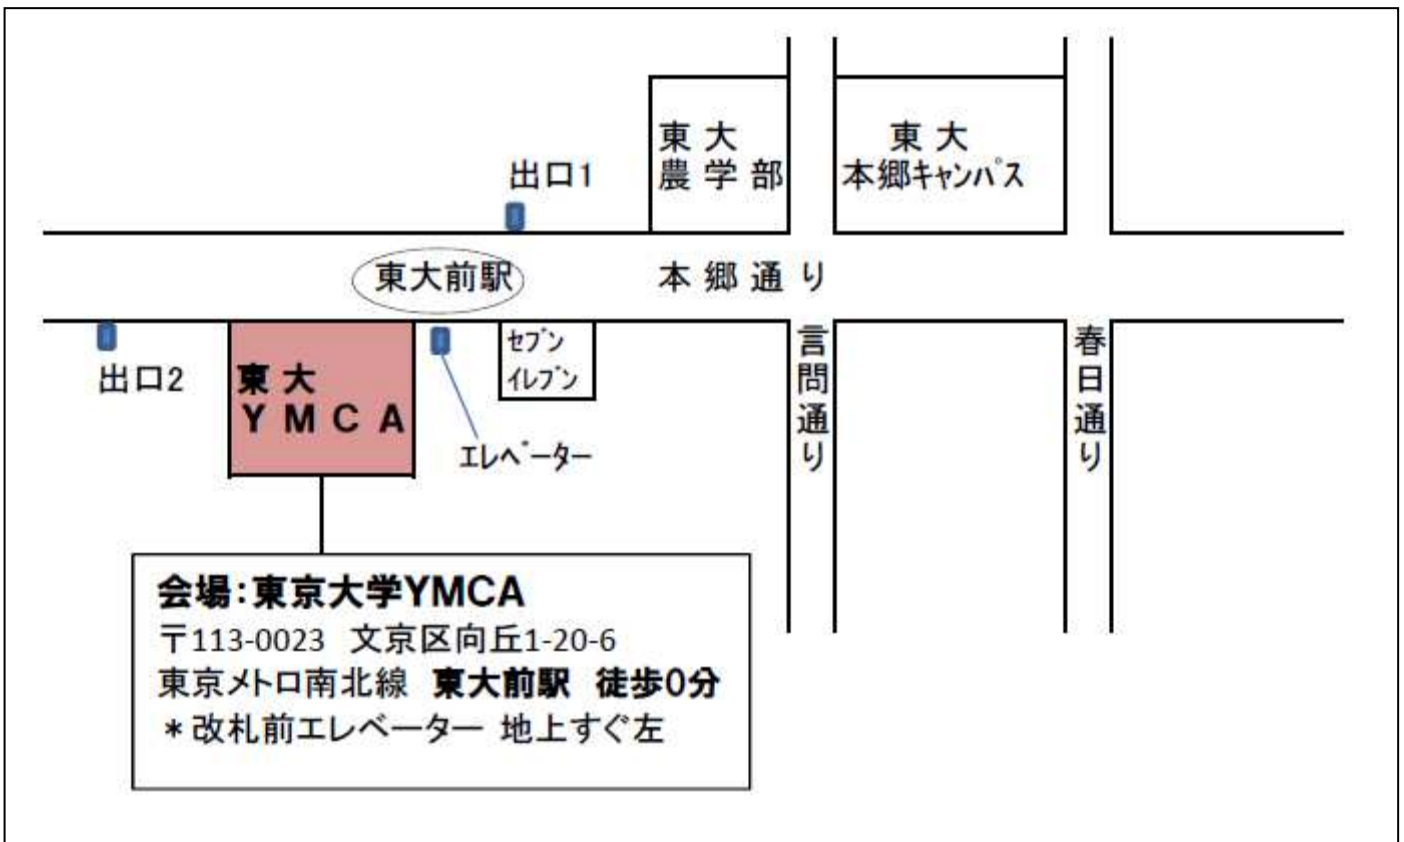 東大
農学部
東大
本郷キャンパス
出口1
東大前駅
本郷通り
出口2
東大
YMCA
セブン
イレブン
エレベーター
言問通り
春日通り
会場:東京大学YMCA
〒113-0023 文京区向丘1-20-6
東京メトロ南北線 東大前駅 徒歩0分
*改札前エレベーター 地上すぐ左